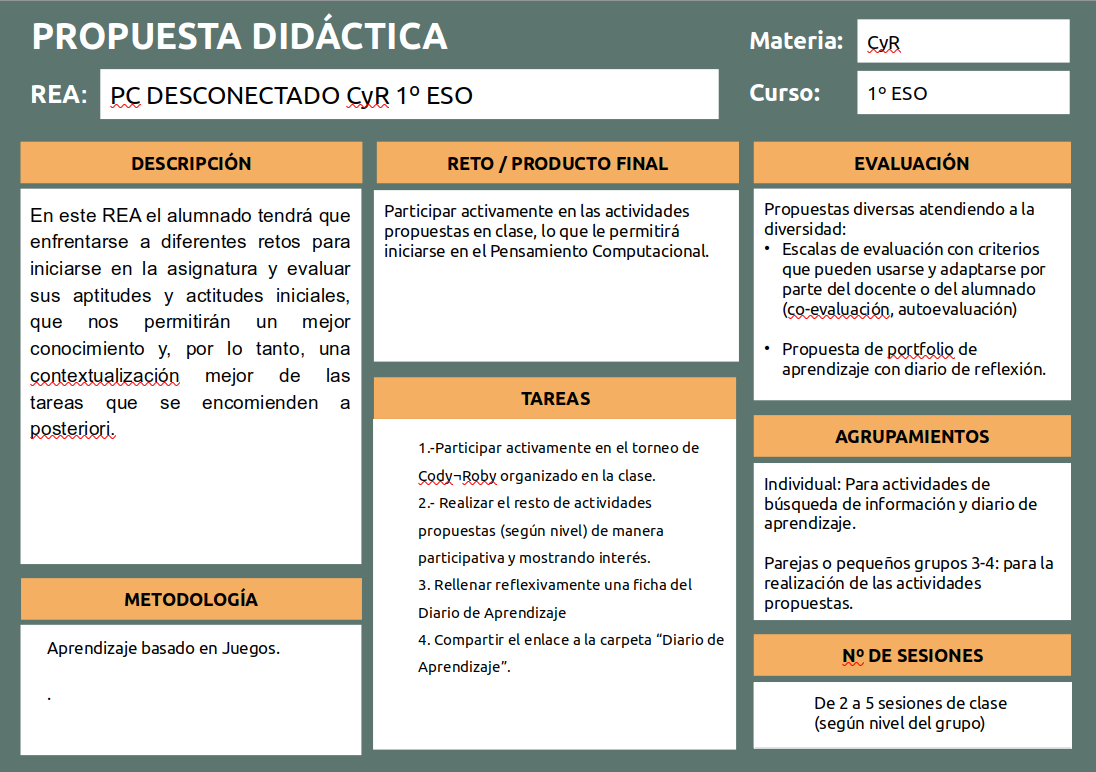 PROPUESTA DIDÁCTICA
Materia:
CyR
REA:
PC DESCONECTADO CyR 1º ESO
Curso:
1º ESO
DESCRIPCIÓN
En este REA el alumnado tendrá que
enfrentarse a diferentes retos para
iniciarse en la asignatura y evaluar
sus aptitudes y actitudes iniciales,
que nos permitirán un mejor
conocimiento y, por lo tanto, una
contextualización mejor de las
tareas que se encomienden a
posteriori.
METODOLOGÍA
Aprendizaje basado en Juegos.
.
RETO / PRODUCTO FINAL
Participar activamente en las actividades
propuestas en clase, lo que le permitirá
iniciarse en el Pensamiento Computacional.
TAREAS
1.-Participar activamente en el torneo de
Cody¬Roby organizado en la clase.
2.- Realizar el resto de actividades
propuestas (según nivel) de manera
participativa y mostrando interés.
3. Rellenar reflexivamente una ficha del
Diario de Aprendizaje
4. Compartir el enlace a la carpeta “Diario de
Aprendizaje”.
EVALUACIÓN
Propuestas diversas atendiendo a la
diversidad:
• Escalas de evaluación con criterios
que pueden usarse y adaptarse por
parte del docente o del alumnado
(co-evaluación, autoevaluación)
• Propuesta de portfolio de
aprendizaje con diario de reflexión.
AGRUPAMIENTOS
Individual: Para actividades de
búsqueda de información y diario de
aprendizaje.
Parejas o pequeños grupos 3-4: para la
realización de las actividades
propuestas.
Nº DE SESIONES
De 2 a 5 sesiones de clase
(según nivel del grupo)